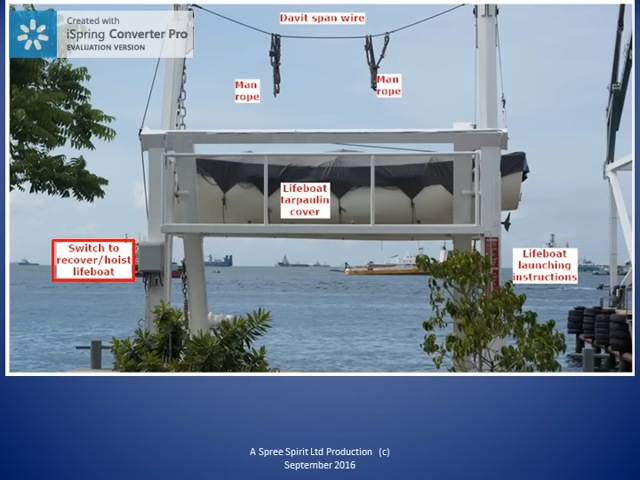 Created with
iSpring Converter Pro
EVALUATION VERSION
Davit span wire
Man
rope
Man
rope
Lifeboat
tarpaulin
cover
Switch to
recover/hoist
lifeboat
Lifeboat
launching
instructions
A Spree Spirit Ltd Production (c)
September 2016